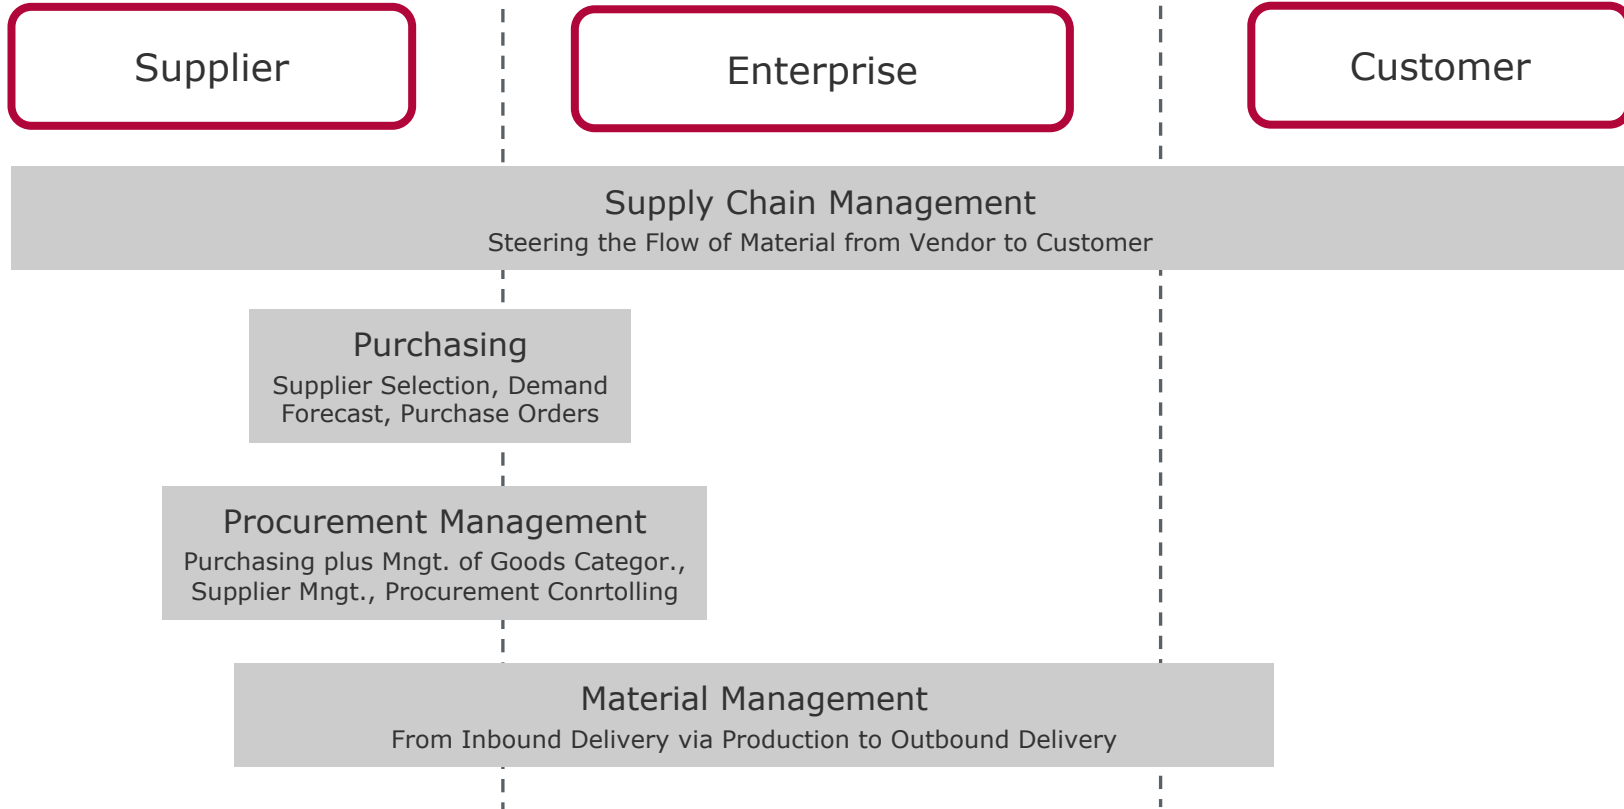 Supplier
Enterprise
Customer
Supply Chain Management
Steering the Flow of Material from Vendor to Customer
Purchasing
Supplier Selection, Demand
Forecast, Purchase Orders
Procurement Management
Purchasing plus Mngt. of Goods Categor.,
Supplier Mngt., Procurement Conrtolling
Material Management
From Inbound Delivery via Production to Outbound Delivery